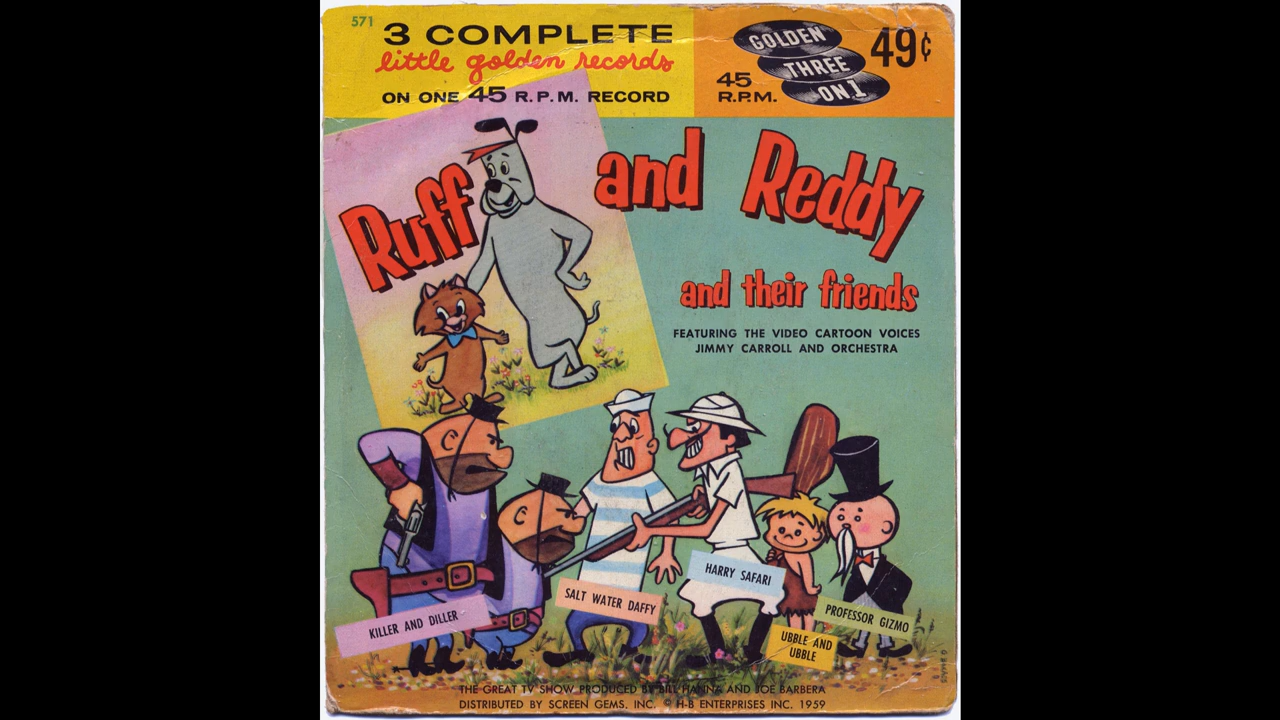 571
3 COMPLETE
little golden records
ON ONE 45 R.P.M. RECORD
GOLDEN
THREE
ON 1
45
R.P.M.
49¢
Ruff and Reddy
and their friends
FEATURING THE VIDEO CARTOON VOICES
JIMMY CARROLL AND ORCHESTRA
KILLER AND DILLER
SALT WATER DAFFY
HARRY SAFARI
UBBLE AND
UBBLE
PROFESSOR GIZMO
THE GREAT TV SHOW PRODUCED BY BILL HANNA AND JOE BARBERA
DISTRIBUTED BY SCREEN GEMS, INC. © H-B ENTERPRISES INC. 1959